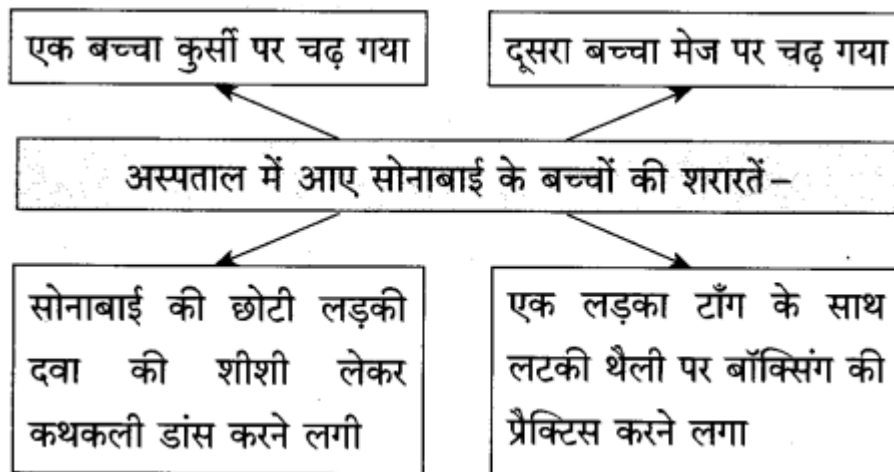 एक बच्चा कुर्सी पर चढ़ गया
दूसरा बच्चा मेज पर चढ़ गया
अस्पताल में आए सोनाबाई के बच्चों की शरारतें–
सोनाबाई की छोटी लड़की
दवा की शीशी लेकर
कथकली डांस करने लगी
एक लड़का टाँग के साथ
लटकी थैली पर बॉक्सिंग की
प्रैक्टिस करने लगा